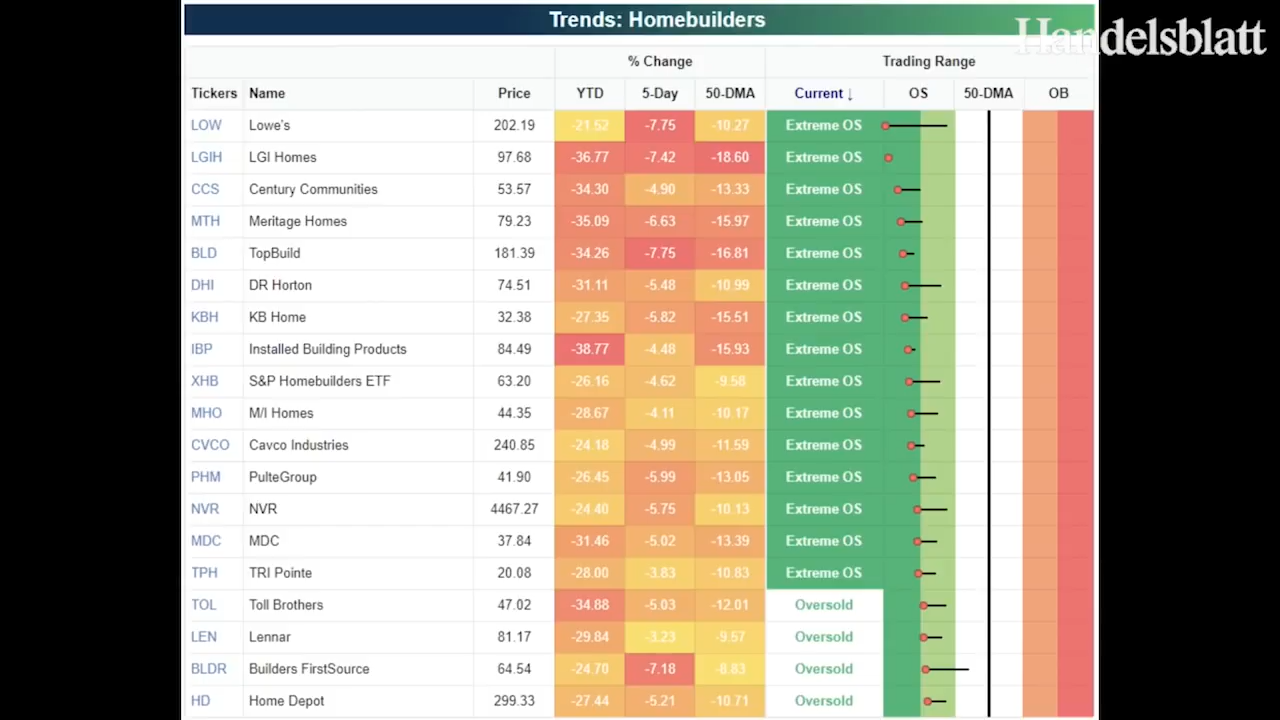 Trends: Homebuilders
Handelsblatt
% Change Trading Range
Tickers Name Price YTD 5-Day 50-DMA Current ↓ OS 50-DMA OB
LOW Lowe's 202.19 -21.52 -7.75 -10.27 Extreme OS
LGIH LGI Homes 97.68 -36.77 -7.42 -18.60 Extreme OS
CCS Century Communities 53.57 -34.30 -4.90 -13.33 Extreme OS
MTH Meritage Homes 79.23 -35.09 -6.63 -15.97 Extreme OS
BLD TopBuild 181.39 -34.26 -7.75 -16.81 Extreme OS
DHI DR Horton 74.51 -31.11 -5.48 -10.99 Extreme OS
KBH KB Home 32.38 -27.35 -5.82 -15.51 Extreme OS
IBP Installed Building Products 84.49 -38.77 -4.48 -15.93 Extreme OS
XHB S&P Homebuilders ETF 63.20 -26.16 -4.62 -9.58 Extreme OS
MHO M/I Homes 44.35 -28.67 -4.11 -10.17 Extreme OS
CVCO Cavco Industries 240.85 -24.18 -4.99 -11.59 Extreme OS
PHM PulteGroup 41.90 -26.45 -5.99 -13.05 Extreme OS
NVR NVR 4467.27 -24.40 -5.75 -10.13 Extreme OS
MDC MDC 37.84 -31.46 -5.02 -13.39 Extreme OS
TPH TRI Pointe 20.08 -28.00 -3.83 -10.83 Extreme OS
TOL Toll Brothers 47.02 -34.88 -5.03 -12.01 Oversold
LEN Lennar 81.17 -29.84 -3.23 -9.57 Oversold
BLDR Builders FirstSource 64.54 -24.70 -7.18 -8.83 Oversold
HD Home Depot 299.33 -27.44 -5.21 -10.71 Oversold